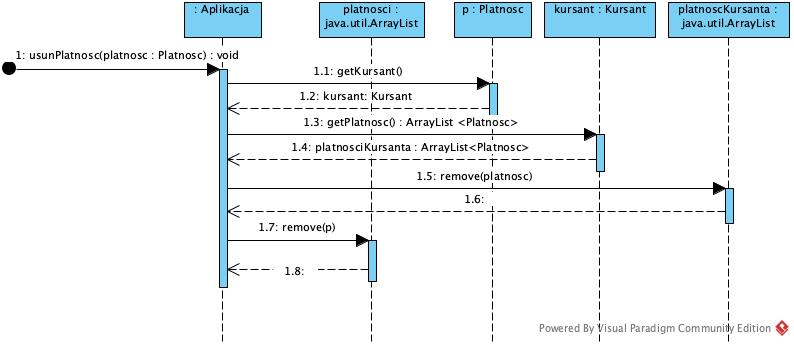 : Aplikacja
platnosci :
java.util.ArrayList
p : Platnosc
kursant : Kursant
platnoscKursanta :
java.util.ArrayList
1: usunPlatnosc(platnosc : Platnosc) : void
1.1: getKursant()
1.2: kursant: Kursant
1.3: getPlatnosc() : ArrayList <Platnosc>
1.4: platnosciKursanta : ArrayList<Platnosc>
1.5: remove(platnosc)
1.6:
1.7: remove(p)
1.8:
Powered By Visual Paradigm Community Edition